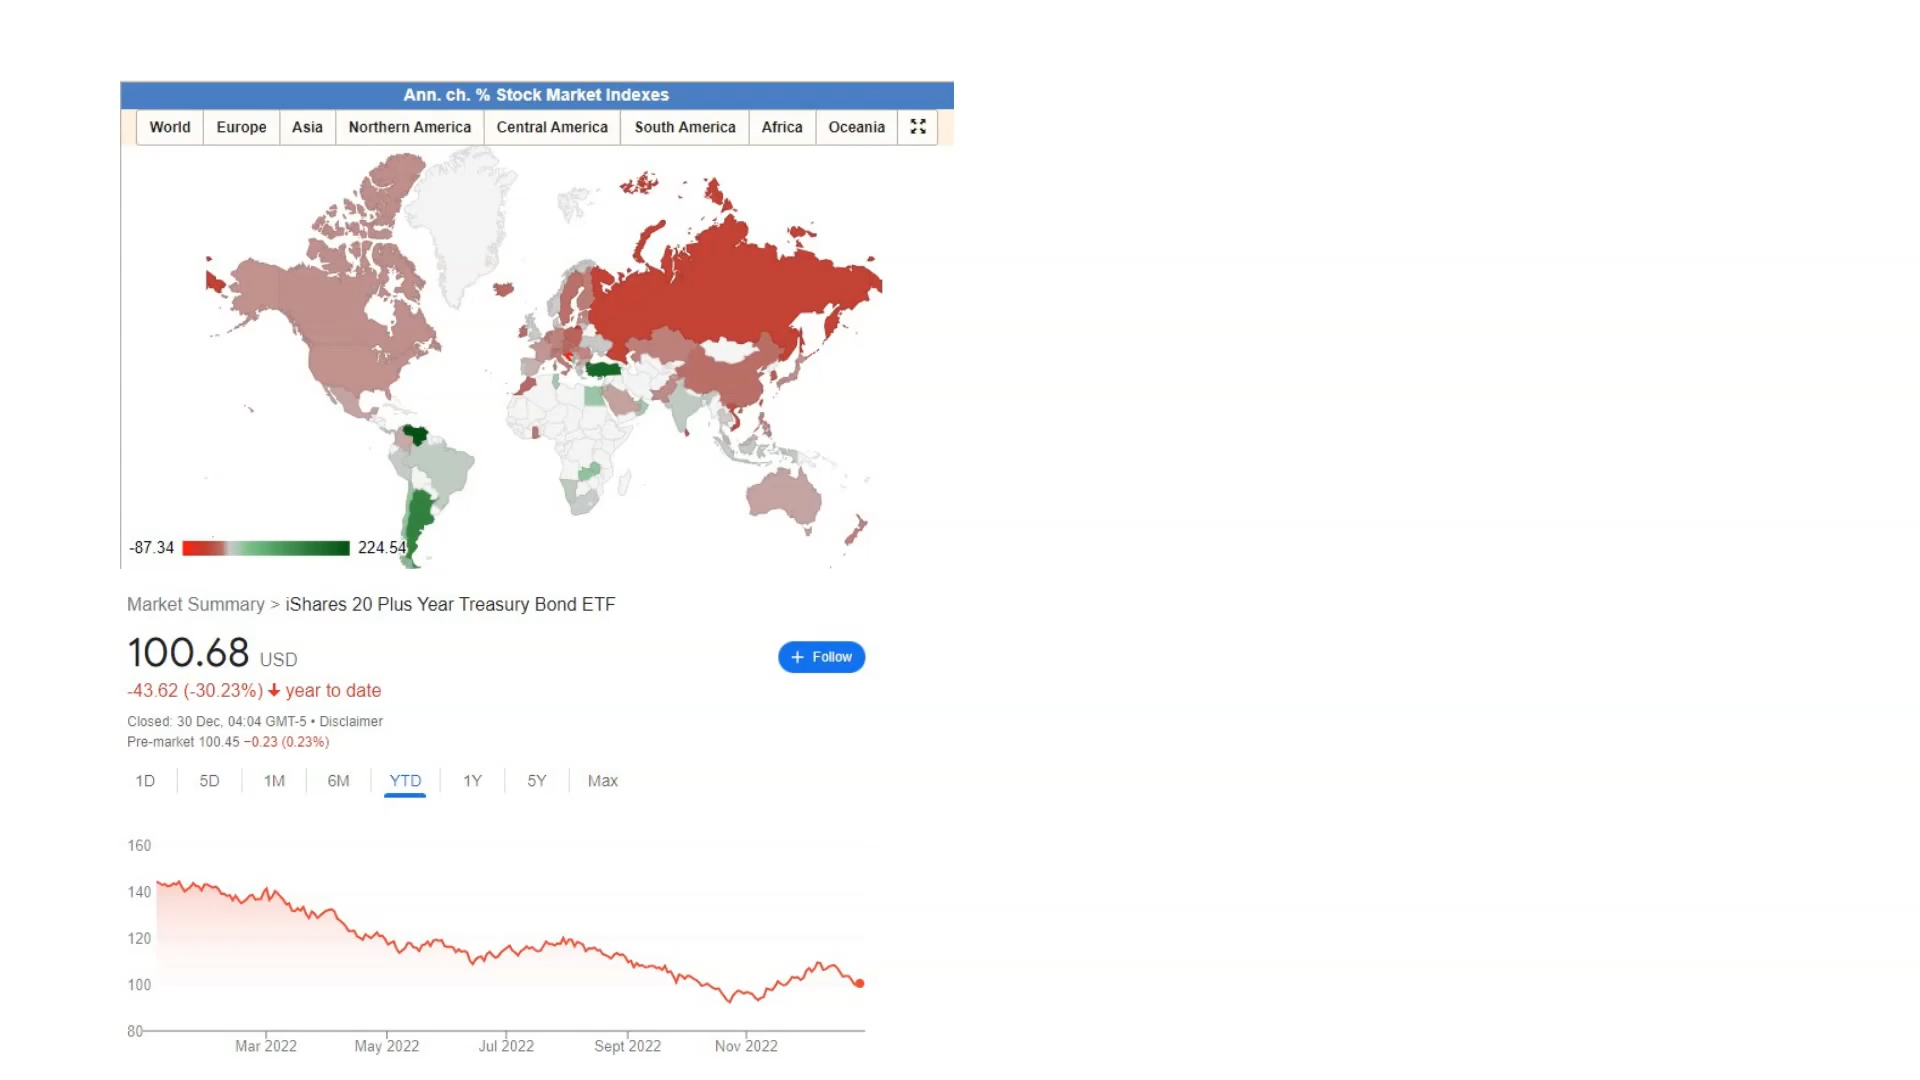 Ann. ch. % Stock Market Indexes
World Europe Asia Northern America Central America South America Africa Oceania
-87.34 224.54
Market Summary > iShares 20 Plus Year Treasury Bond ETF
100.68 USD
+ Follow
-43.62 (-30.23%) ↓ year to date
Closed: 30 Dec, 04:04 GMT-5 • Disclaimer
Pre-market 100.45 −0.23 (0.23%)
1D 5D 1M 6M YTD 1Y 5Y Max
160
140
120
100
80
Mar 2022 May 2022 Jul 2022 Sept 2022 Nov 2022